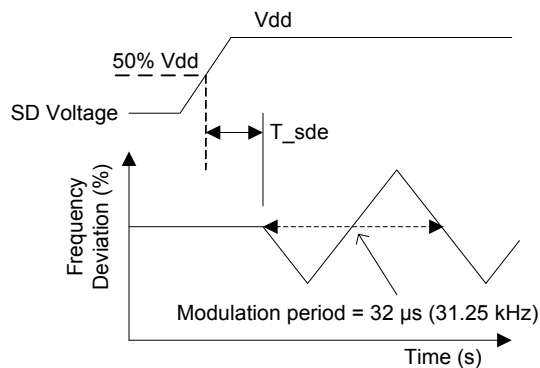 Vdd
50% Vdd
SD Voltage
T_sde
Frequency
Deviation (%)
Modulation period = 32 µs (31.25 kHz)
Time (s)